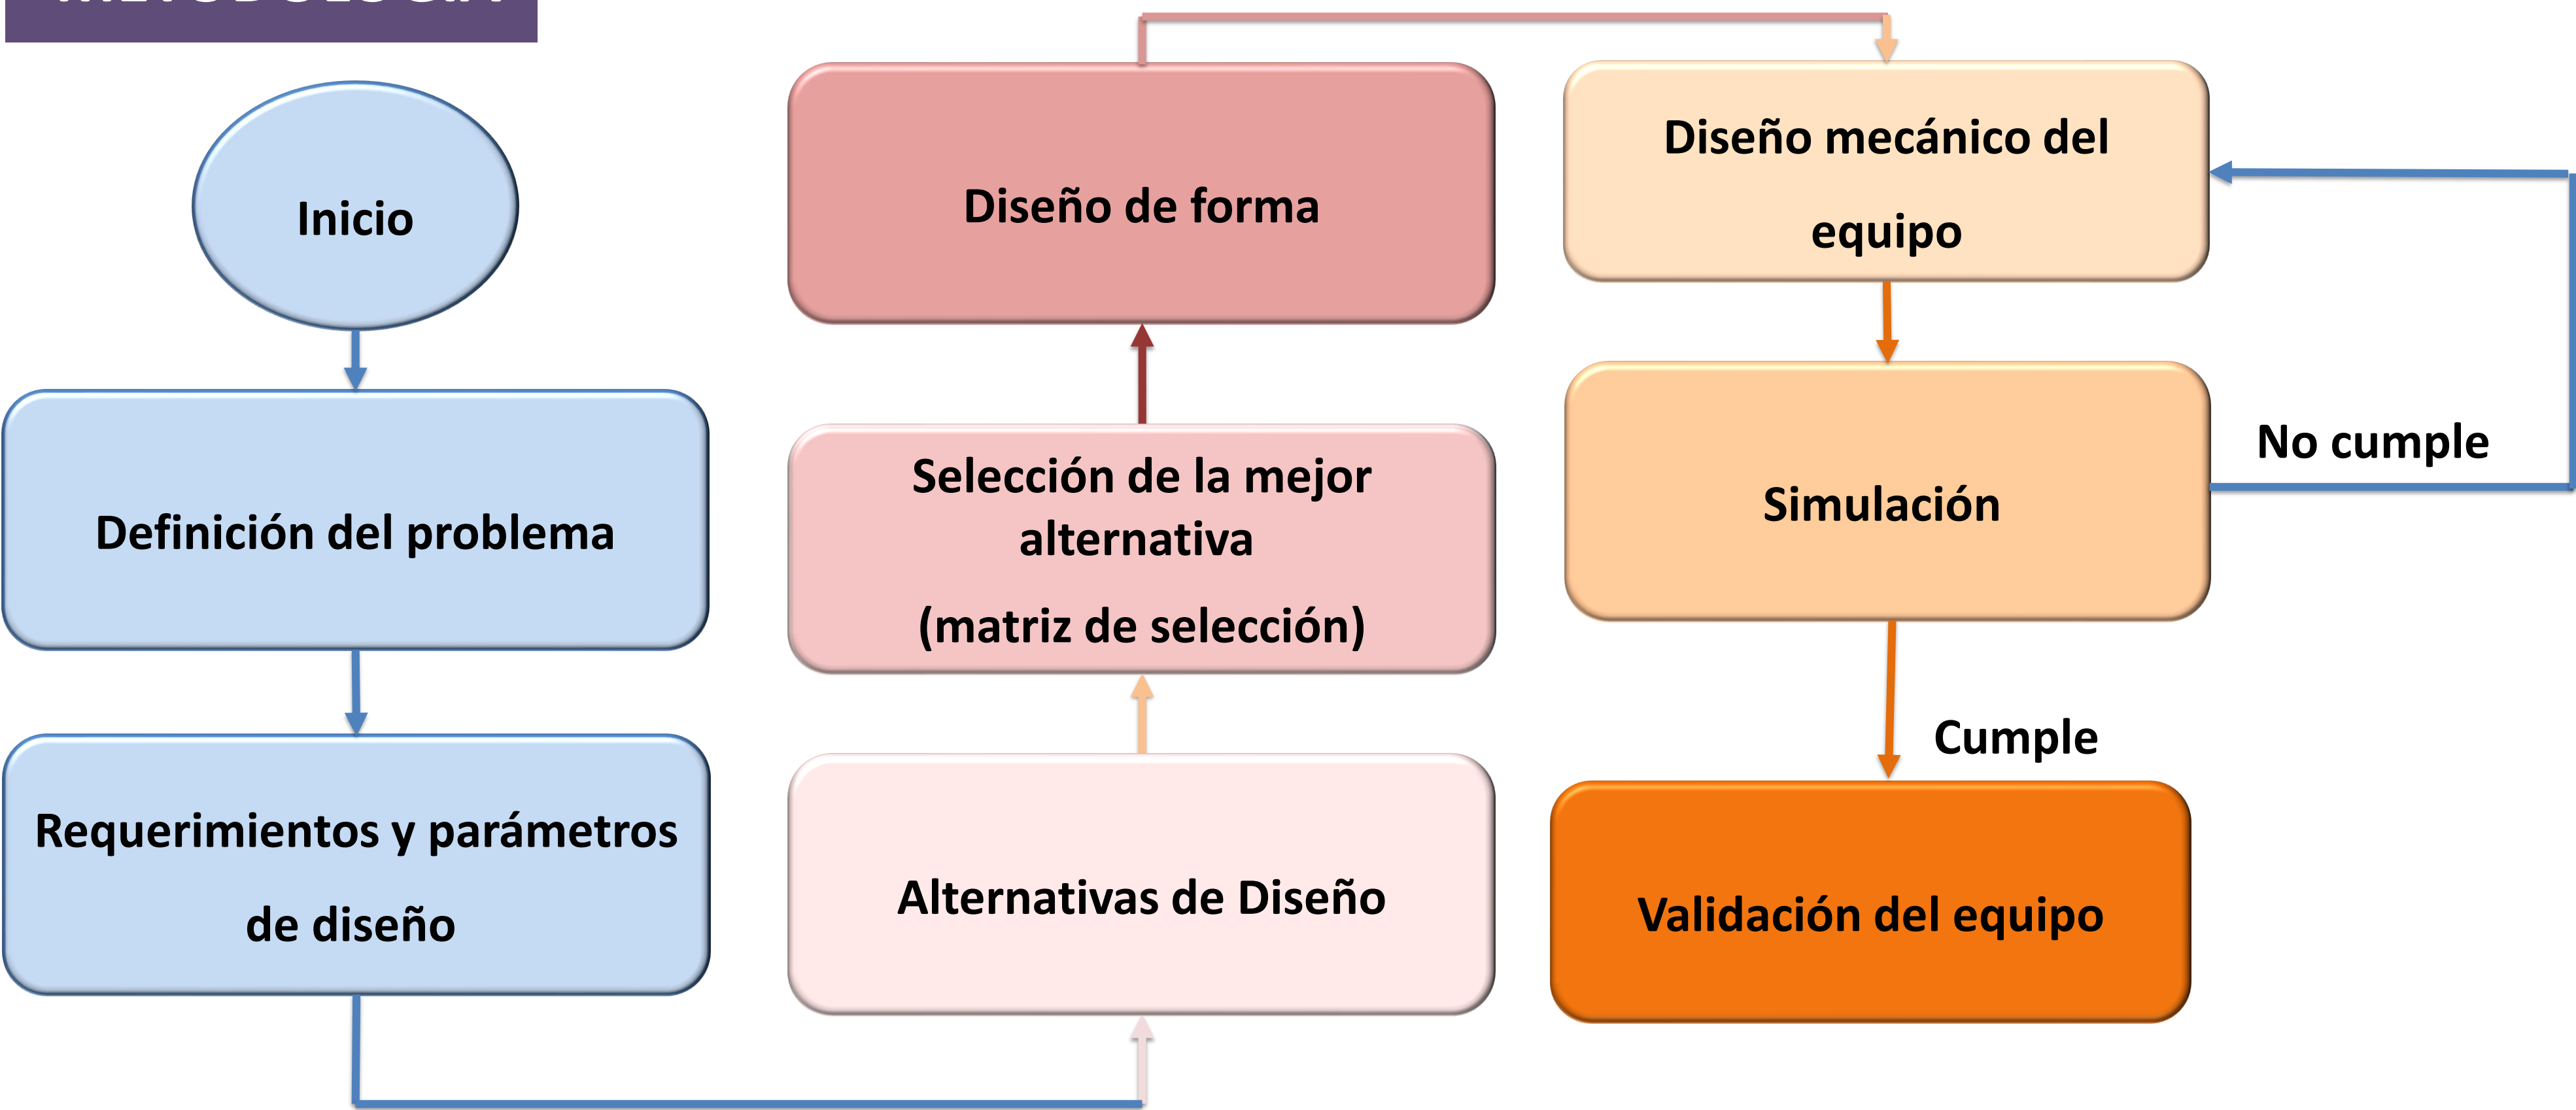 METODOLOGÍA
Inicio
Definición del problema
Requerimientos y parámetros
de diseño
Alternativas de Diseño
Selección de la mejor
alternativa
(matriz de selección)
Diseño de forma
Diseño mecánico del
equipo
Simulación
No cumple
Cumple
Validación del equipo